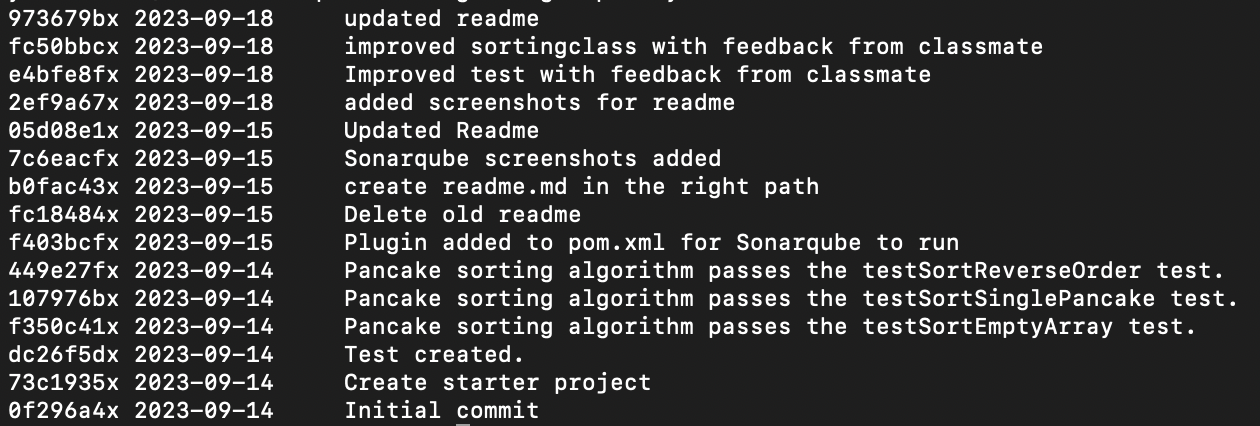 973679bx 2023-09-18 updated readme
fc50bbcx 2023-09-18 improved sortingclass with feedback from classmate
e4bfe8fx 2023-09-18 Improved test with feedback from classmate
2ef9a67x 2023-09-18 added screenshots for readme
05d08e1x 2023-09-15 Updated Readme
7c6eacfx 2023-09-15 Sonarqube screenshots added
b0fac43x 2023-09-15 create readme.md in the right path
fc18484x 2023-09-15 Delete old readme
f403bcfx 2023-09-15 Plugin added to pom.xml for Sonarqube to run
449e27fx 2023-09-14 Pancake sorting algorithm passes the testSortReverseOrder test.
107976bx 2023-09-14 Pancake sorting algorithm passes the testSortSinglePancake test.
f350c41x 2023-09-14 Pancake sorting algorithm passes the testSortEmptyArray test.
dc26f5dx 2023-09-14 Test created.
73c1935x 2023-09-14 Create starter project
0f296a4x 2023-09-14 Initial commit